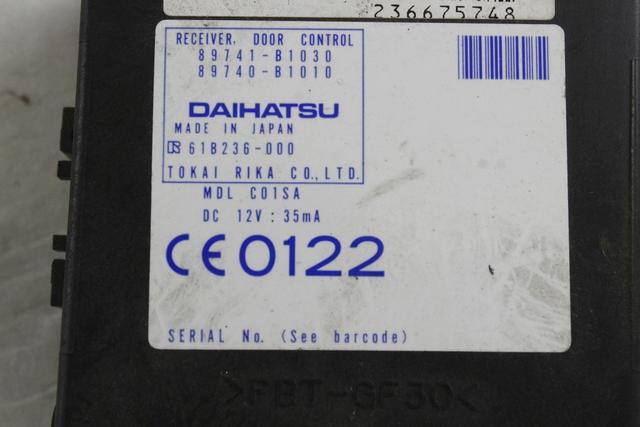 236675748
RECEIVER, DOOR CONTROL
89741-B1030
89740-B1010
DAIHATSU
MADE IN JAPAN
R 61B236-000
TOKAI RIKA CO.,LTD.
MDL C01SA
DC 12V : 35mA
CE0122
SERIAL No. (See barcode)
>PBT-GF30<